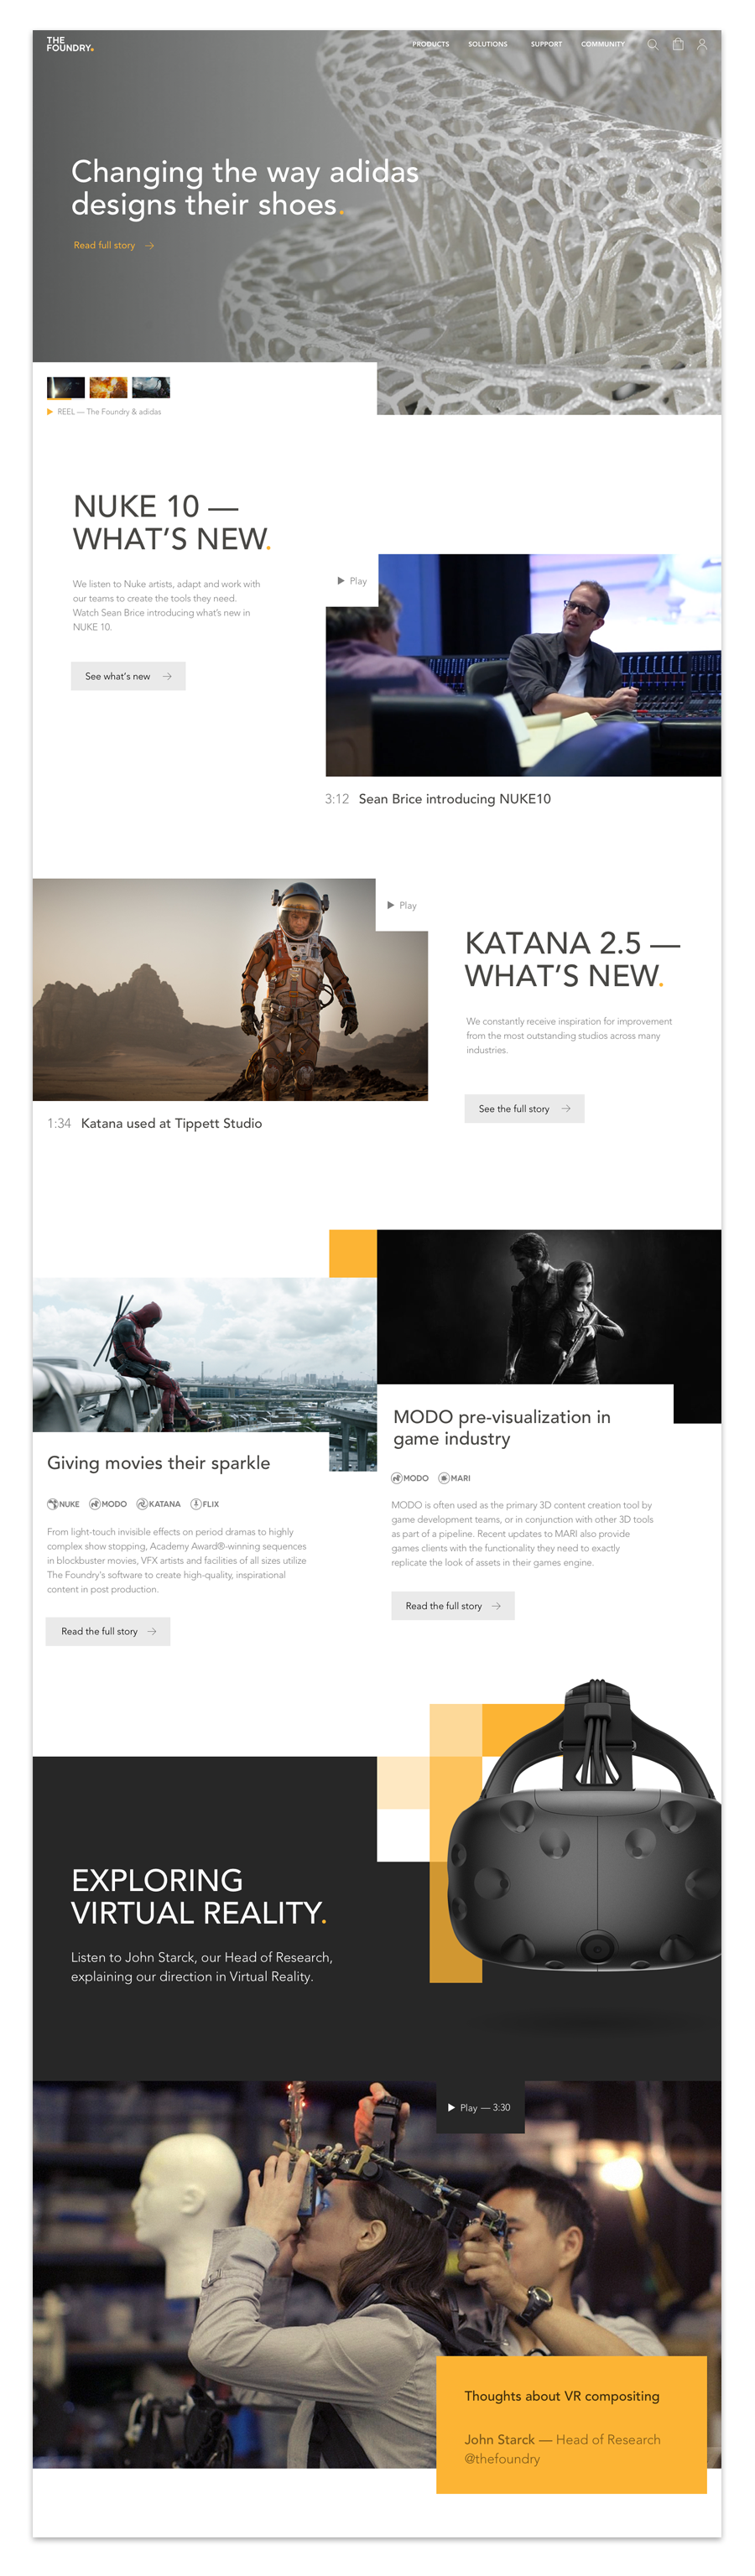 THE
FOUNDRY.
PRODUCTS SOLUTIONS SUPPORT COMMUNITY
Changing the way adidas
designs their shoes.
Read full story →
REEL — The Foundry & adidas
NUKE 10 —
WHAT'S NEW.
We listen to Nuke artists, adapt and work with
our teams to create the tools they need.
Watch Sean Brice introducing what's new in
NUKE 10.
See what's new →
Play
3:12 Sean Brice introducing NUKE10
Play
KATANA 2.5 —
WHAT'S NEW.
We constantly receive inspiration for improvement
from the most outstanding studios across many
industries.
See the full story →
1:34 Katana used at Tippett Studio
Giving movies their sparkle
NUKE MODO KATANA FLIX
From light-touch invisible effects on period dramas to highly
complex show stopping, Academy Award®-winning sequences
in blockbuster movies, VFX artists and facilities of all sizes utilize
The Foundry's software to create high-quality, inspirational
content in post production.
Read the full story →
MODO pre-visualization in
game industry
MODO MARI
MODO is often used as the primary 3D content creation tool by
game development teams, or in conjunction with other 3D tools
as part of a pipeline. Recent updates to MARI also provide
games clients with the functionality they need to exactly
replicate the look of assets in their games engine.
Read the full story →
EXPLORING
VIRTUAL REALITY.
Listen to John Starck, our Head of Research,
explaining our direction in Virtual Reality.
Play — 3:30
Thoughts about VR compositing
John Starck — Head of Research
@thefoundry